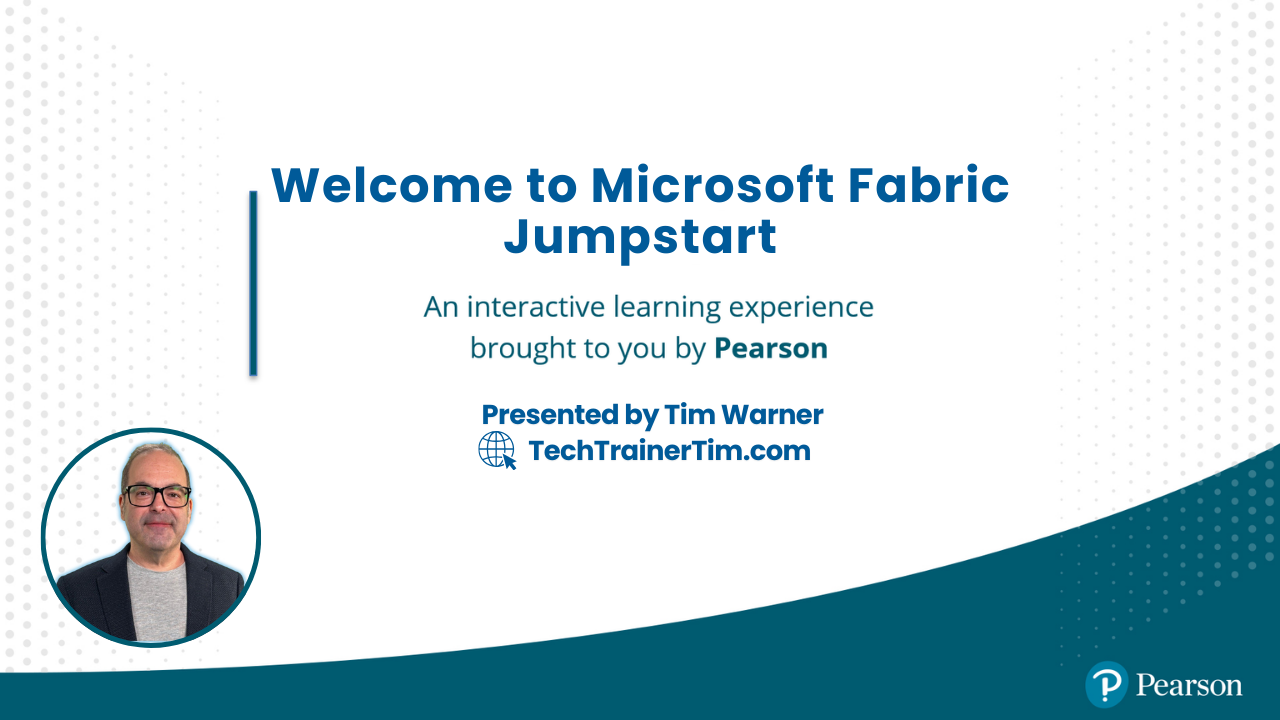 Welcome to Microsoft Fabric
Jumpstart
An interactive learning experience
brought to you by Pearson
Presented by Tim Warner
TechTrainerTim.com
Pearson